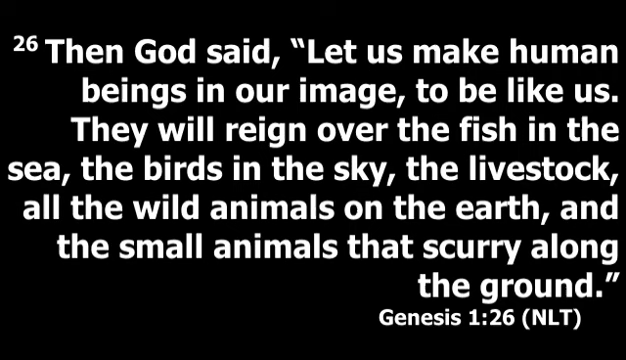 26 Then God said, “Let us make human
beings in our image, to be like us.
They will reign over the fish in the
sea, the birds in the sky, the livestock,
all the wild animals on the earth, and
the small animals that scurry along
the ground.”
Genesis 1:26 (NLT)